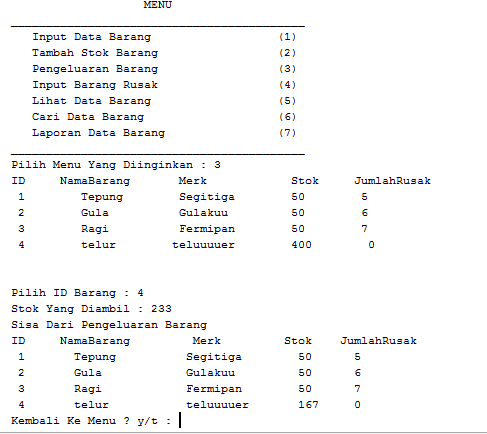 MENU
Input Data Barang (1)
Tambah Stok Barang (2)
Pengeluaran Barang (3)
Input Barang Rusak (4)
Lihat Data Barang (5)
Cari Data Barang (6)
Laporan Data Barang (7)
Pilih Menu Yang Diinginkan : 3
ID NamaBarang Merk Stok JumlahRusak
1 Tepung Segitiga 50 5
2 Gula Gulakuu 50 6
3 Ragi Fermipan 50 7
4 telur teluuuuer 400 0
Pilih ID Barang : 4
Stok Yang Diambil : 233
Sisa Dari Pengeluaran Barang
ID NamaBarang Merk Stok JumlahRusak
1 Tepung Segitiga 50 5
2 Gula Gulakuu 50 6
3 Ragi Fermipan 50 7
4 telur teluuuuer 167 0
Kembali Ke Menu ? y/t :